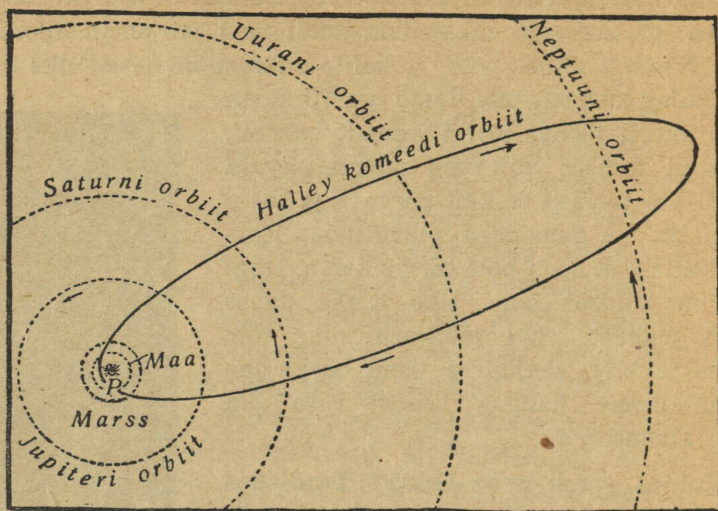 Uurani orbiit
Neptuuni orbiit
Halley komeedi orbiit
Saturni orbiit
Maa
P
Marss
Jupiteri orbiit